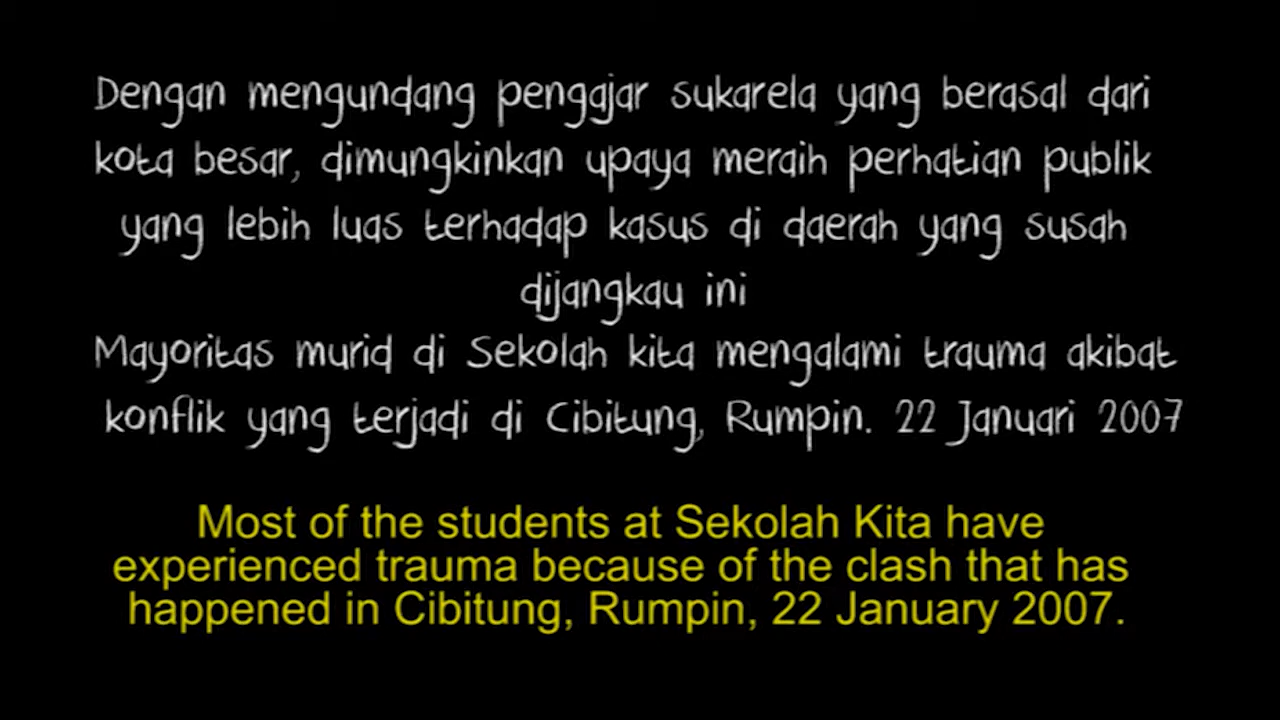 Dengan mengundang pengajar sukarela yang berasal dari
kota besar, dimungkinkan upaya meraih perhatian publik
yang lebih luas terhadap kasus di daerah yang susah
dijangkau ini
Mayoritas murid di Sekolah kita mengalami trauma akibat
konflik yang terjadi di Cibitung, Rumpin. 22 Januari 2007
Most of the students at Sekolah Kita have
experienced trauma because of the clash that has
happened in Cibitung, Rumpin, 22 January 2007.